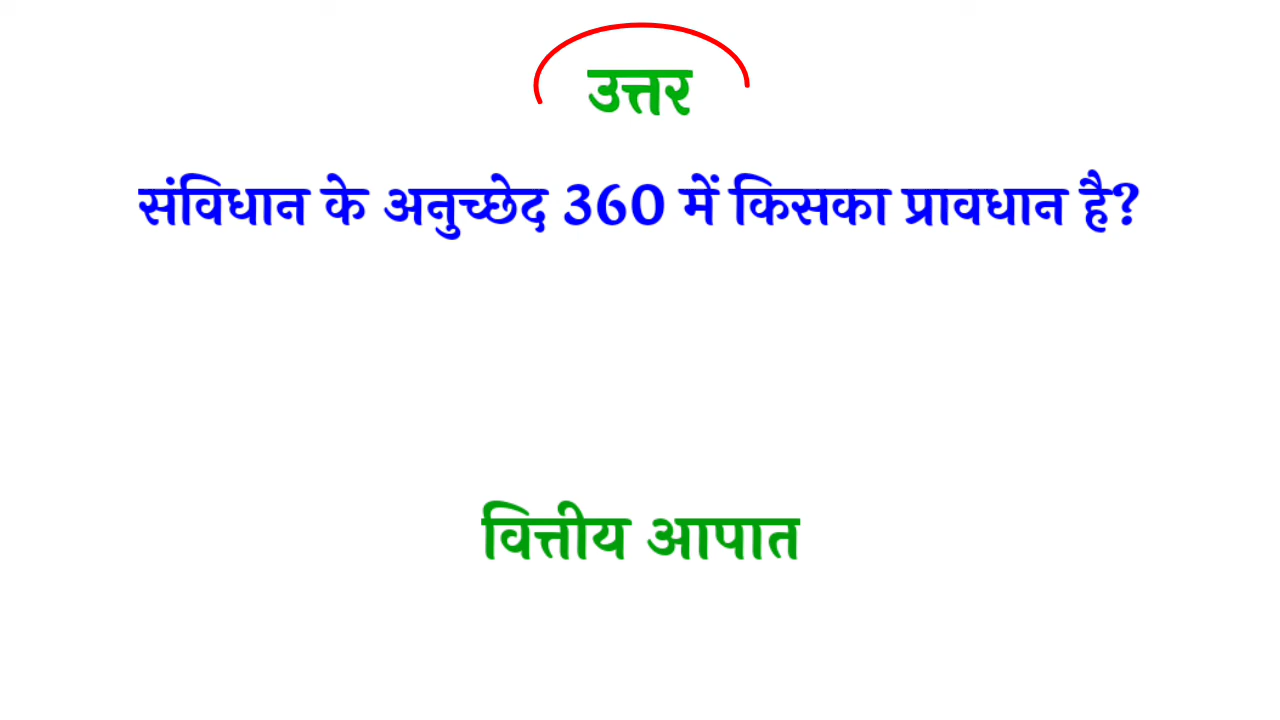 उत्तर
संविधान के अनुच्छेद 360 में किसका प्रावधान है?
वित्तीय आपात